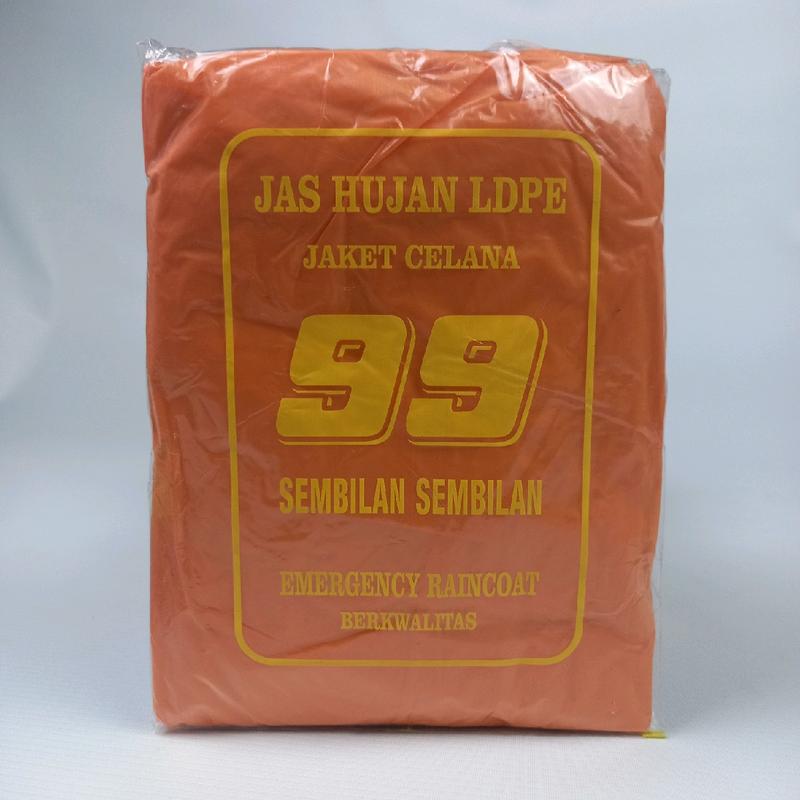 JAS HUJAN LDPE
JAKET CELANA
99
SEMBILAN SEMBILAN
EMERGENCY RAINCOAT
BERKWALITAS